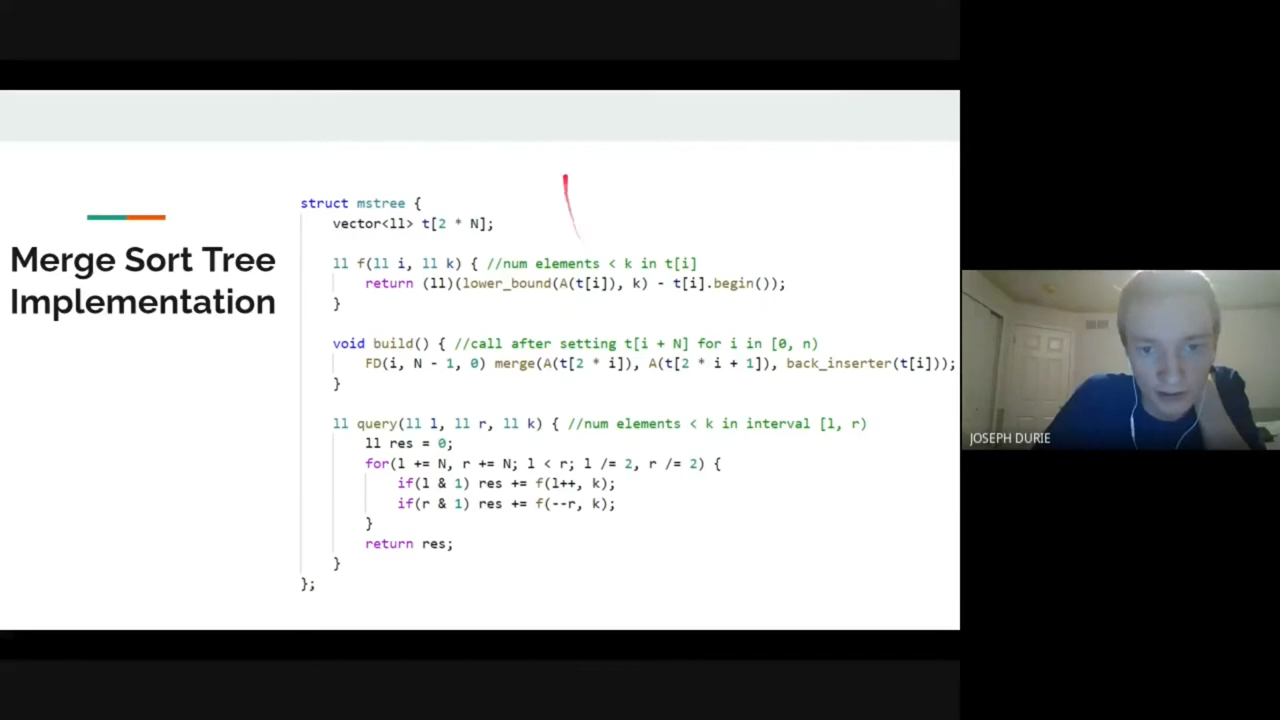 Merge Sort Tree
Implementation
struct mstree {
vector<ll> t[2 * N];
ll f(ll i, ll k) { //num elements < k in t[i]
return (ll)(lower_bound(A(t[i]), k) - t[i].begin());
}
void build() { //call after setting t[i + N] for i in [0, n)
FD(i, N - 1, 0) merge(A(t[2 * i]), A(t[2 * i + 1]), back_inserter(t[i]));
}
ll query(ll l, ll r, ll k) { //num elements < k in interval [l, r)
ll res = 0;
for(l += N, r += N; l < r; l /= 2, r /= 2) {
if(l & 1) res += f(l++, k);
if(r & 1) res += f(--r, k);
}
return res;
}
};
JOSEPH DURIE